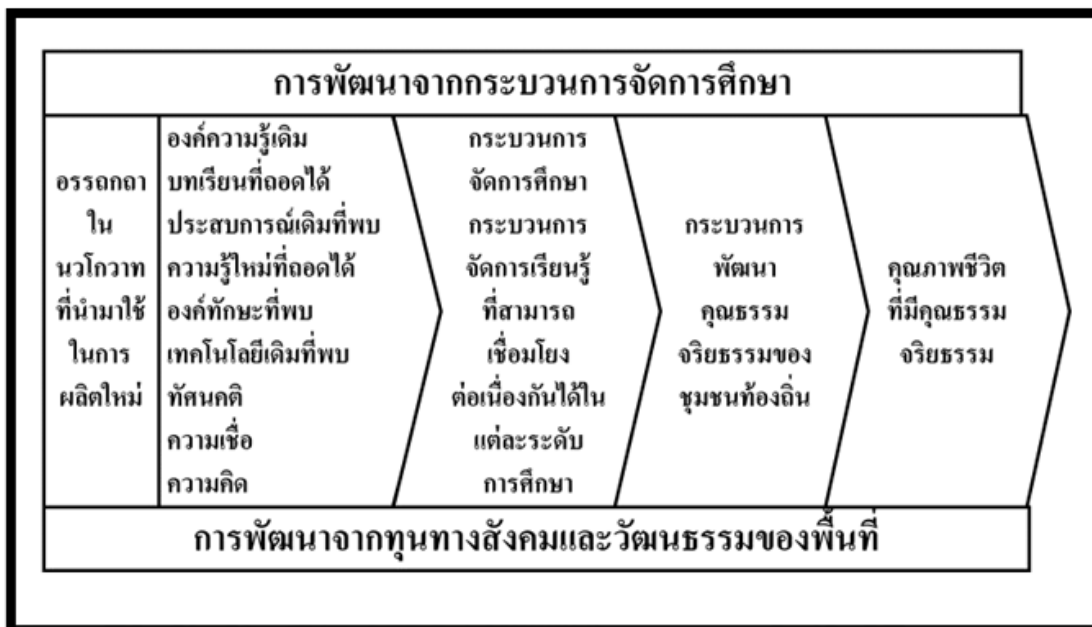 การพัฒนาจากกระบวนการจัดการศึกษา
อรรถกถา
ใน
นวโกวาท
ที่นำมาใช้
ในการ
ผลิตใหม่
องค์ความรู้เดิม
บทเรียนที่ถอดได้
ประสบการณ์เดิมที่พบ
ความรู้ใหม่ที่ถอดได้
องค์ทักษะที่พบ
เทคโนโลยีเดิมที่พบ
ทัศนคติ
ความเชื่อ
ความคิด
กระบวนการ
จัดการศึกษา
กระบวนการ
จัดการเรียนรู้
ที่สามารถ
เชื่อมโยง
ต่อเนื่องกันได้ใน
แต่ละระดับ
การศึกษา
กระบวนการ
พัฒนา
คุณธรรม
จริยธรรมของ
ชุมชนท้องถิ่น
คุณภาพชีวิต
ที่มีคุณธรรม
จริยธรรม
การพัฒนาจากทุนทางสังคมและวัฒนธรรมของพื้นที่